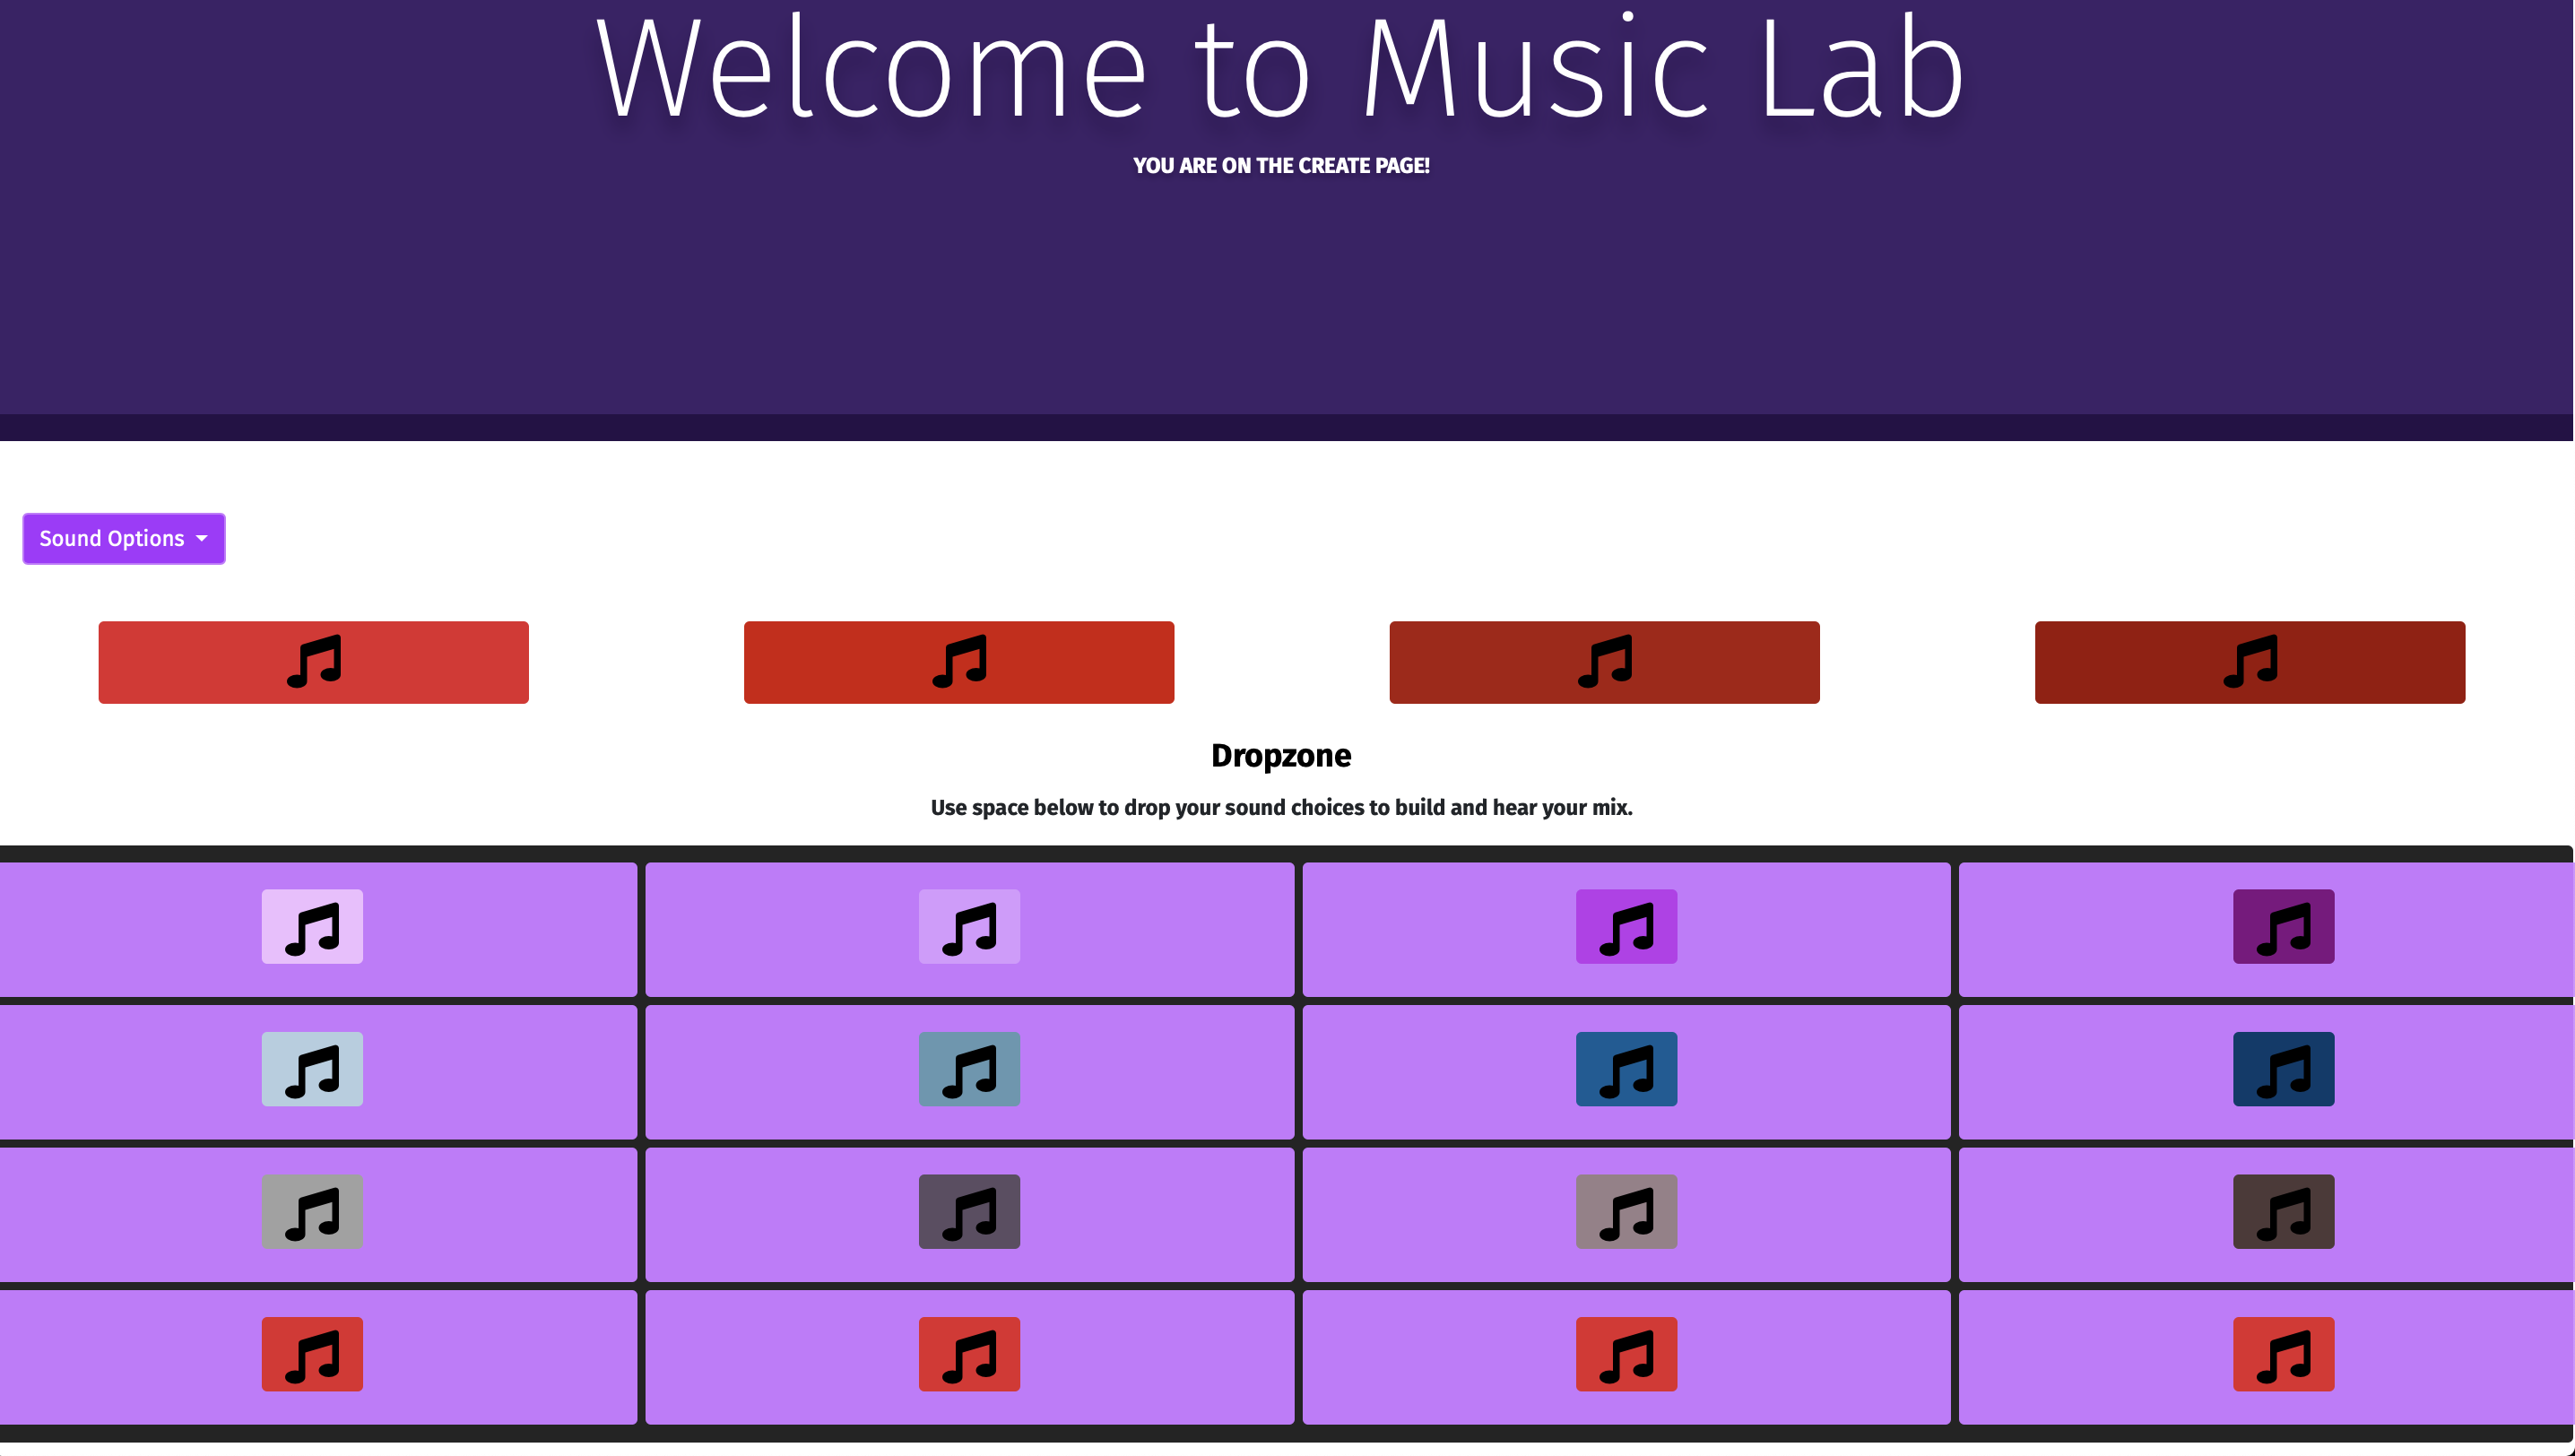 Welcome to Music Lab
YOU ARE ON THE CREATE PAGE!
Sound Options
Dropzone
Use space below to drop your sound choices to build and hear your mix.